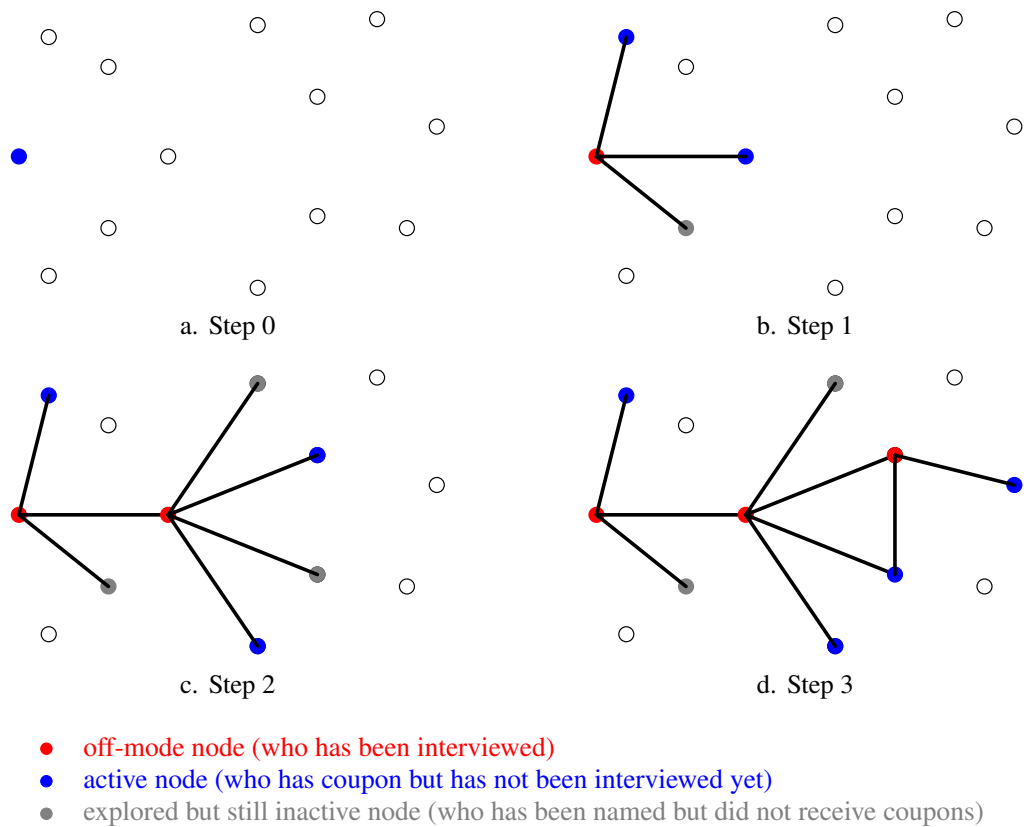 a. Step 0
b. Step 1
c. Step 2
d. Step 3
off-mode node (who has been interviewed)
active node (who has coupon but has not been interviewed yet)
explored but still inactive node (who has been named but did not receive coupons)